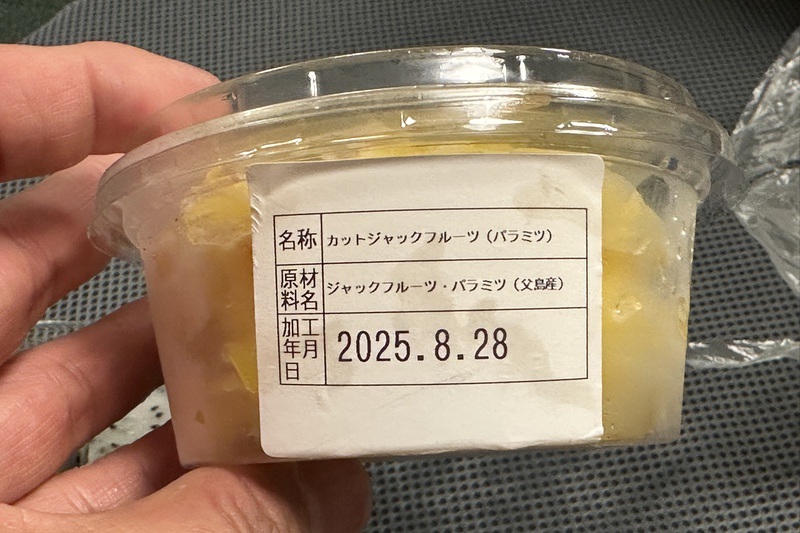 名称 カットジャックフルーツ（パラミツ）
原材料名 ジャックフルーツ・パラミツ（父島産）
加工年月日 2025.8.28